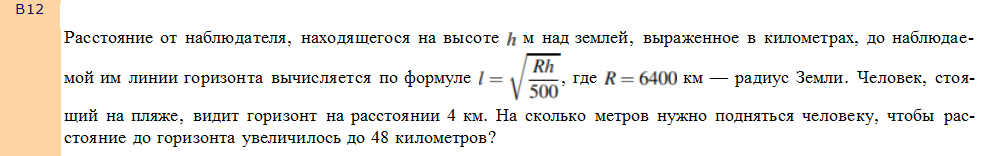 B12
Расстояние от наблюдателя, находящегося на высоте h м над землей, выраженное в километрах, до наблюдае-
мой им линии горизонта вычисляется по формуле l = √(Rh/500), где R = 6400 км — радиус Земли. Человек, стоя-
щий на пляже, видит горизонт на расстоянии 4 км. На сколько метров нужно подняться человеку, чтобы рас-
стояние до горизонта увеличилось до 48 километров?